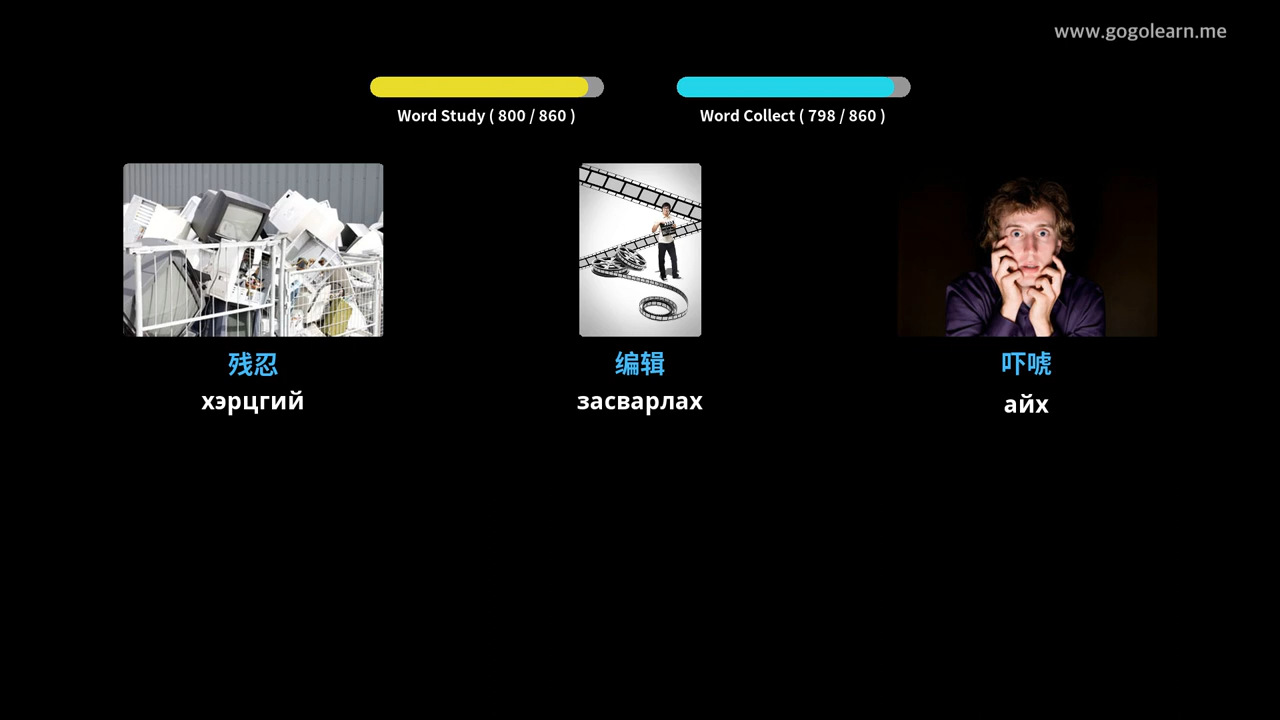 www.gogolearn.me
Word Study ( 800 / 860 )
Word Collect ( 798 / 860 )
残忍
хэрцгий
编辑
засварлах
吓唬
айх